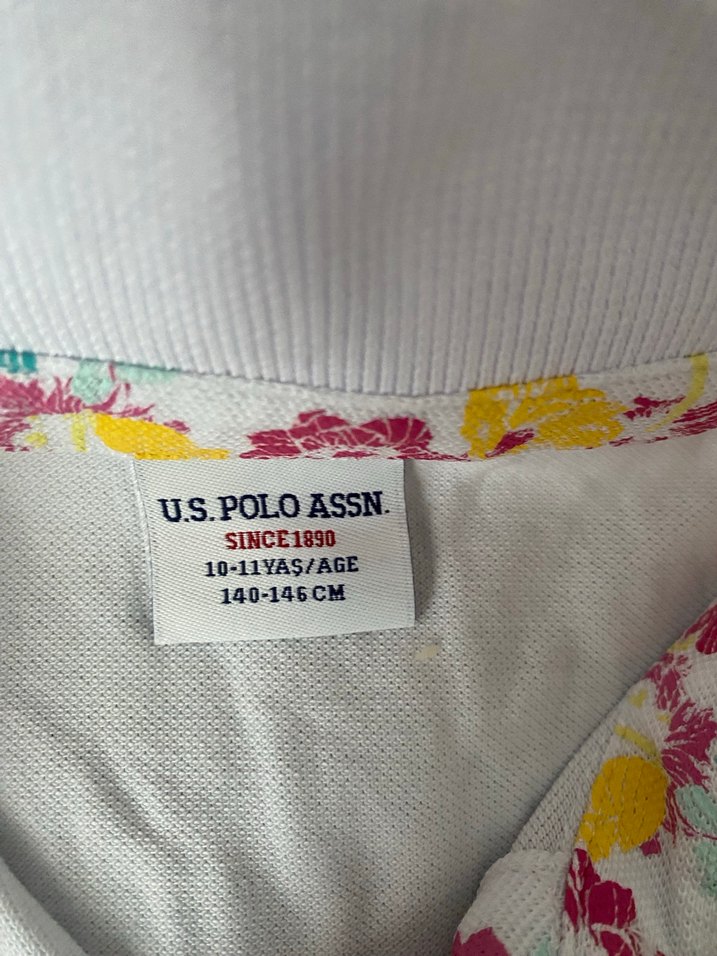 U.S. POLO ASSN.
SINCE 1890
10-11 YAŞ/AGE
140-146 CM